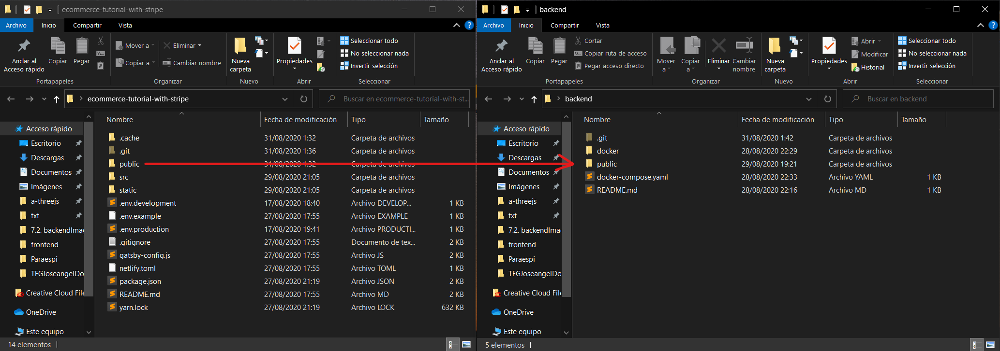 ecommerce-tutorial-with-stripe
Archivo Inicio Compartir Vista
Anclar al
Acceso rápido
Copiar
Pegar
Portapapeles
Mover a
Copiar a
Eliminar
Cambiar nombre
Organizar
Nueva
carpeta
Nuevo
Propiedades
Abrir
Seleccionar todo
No seleccionar nada
Invertir selección
Seleccionar
ecommerce-tutorial-with-stripe
Buscar en ecommerce-tutorial-with-st...
Acceso rápido
Escritorio
Descargas
Documentos
Imágenes
a-threejs
txt
7.2. backendIma
frontend
Paraespi
TFGJoseangelDo
Creative Cloud File
OneDrive
Este equipo
Nombre Fecha de modificación Tipo Tamaño
.cache 31/08/2020 1:32 Carpeta de archivos
.git 31/08/2020 1:36 Carpeta de archivos
public 31/08/2020 1:32 Carpeta de archivos
src 29/08/2020 21:05 Carpeta de archivos
static 29/08/2020 21:05 Carpeta de archivos
.env.development 17/08/2020 18:40 Archivo DEVELOP... 1 KB
.env.example 27/08/2020 17:55 Archivo EXAMPLE 1 KB
.env.production 17/08/2020 19:41 Archivo PRODUCTI... 1 KB
.gitignore 27/08/2020 17:55 Documento de tex... 2 KB
gatsby-config.js 27/08/2020 17:55 Archivo JS 2 KB
netlify.toml 27/08/2020 17:55 Archivo TOML 1 KB
package.json 27/08/2020 21:19 Archivo JSON 2 KB
README.md 27/08/2020 17:55 Archivo MD 2 KB
yarn.lock 27/08/2020 21:19 Archivo LOCK 632 KB
14 elementos
backend
Archivo Inicio Compartir Vista
Anclar al
Acceso rápido
Copiar
Pegar
Cortar
Copiar ruta de acceso
Pegar acceso directo
Portapapeles
Mover
a
Copiar
a
Eliminar
Cambiar
nombre
Organizar
Nueva
carpeta
Nuevo
Propiedades
Abrir
Modificar
Historial
Abrir
Seleccionar todo
No seleccionar nada
Invertir selección
Seleccionar
backend
Buscar en backend
Acceso rápido
Escritorio
Descargas
Documentos
Imágenes
a-threejs
txt
7.2. backendIma
frontend
Paraespi
TFGJoseangelDo
Creative Cloud File
OneDrive
Este equipo
Nombre Fecha de modificación Tipo Tamaño
.git 31/08/2020 1:42 Carpeta de archivos
docker 28/08/2020 22:29 Carpeta de archivos
public 29/08/2020 19:21 Carpeta de archivos
docker-compose.yaml 28/08/2020 22:33 Archivo YAML 1 KB
README.md 28/08/2020 22:16 Archivo MD 1 KB
5 elementos